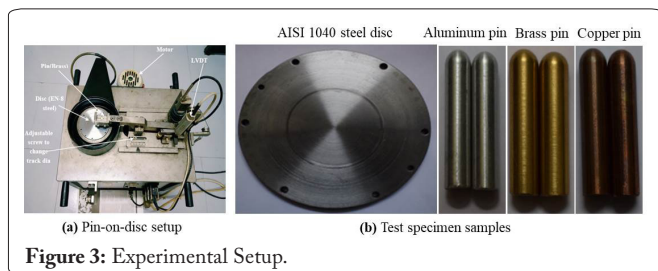 Motor
Pin(Brass)
LVDT
Disc (EN-8
steel)
Adjustable
screw to
change
track dia
AISI 1040 steel disc
Aluminum pin
Brass pin
Copper pin
(a) Pin-on-disc setup
(b) Test specimen samples
Figure 3: Experimental Setup.